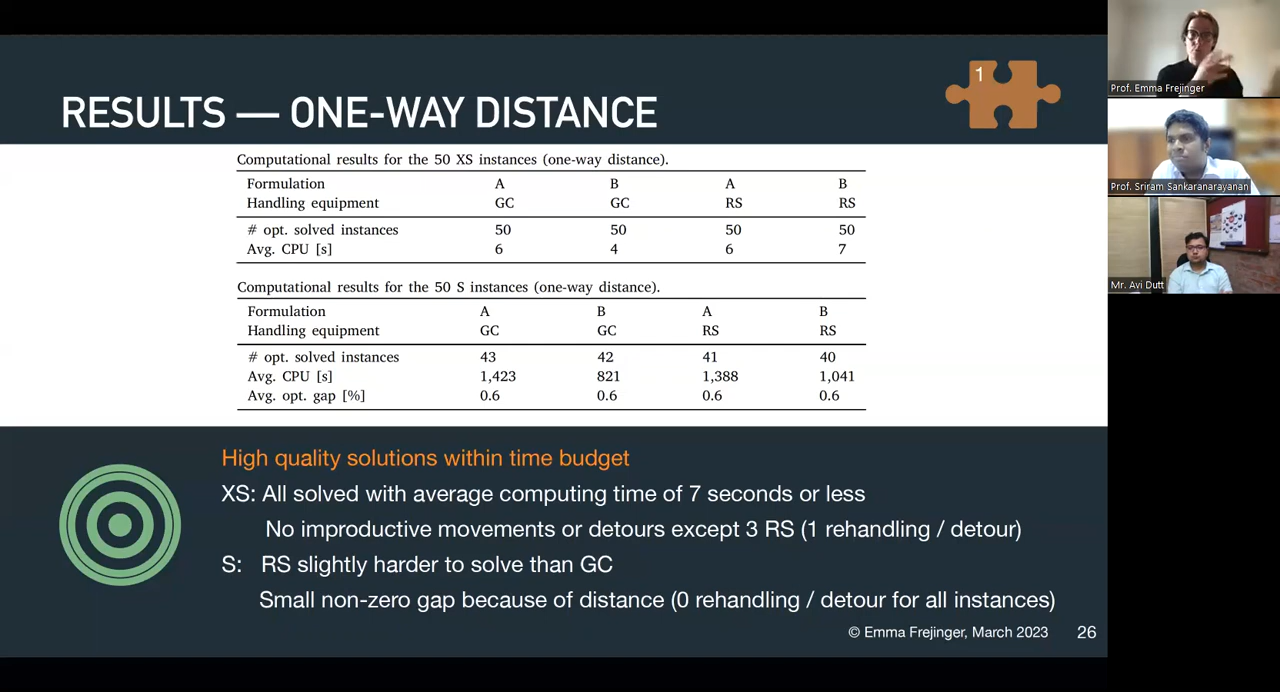 1
RESULTS — ONE-WAY DISTANCE
Computational results for the 50 XS instances (one-way distance).
Formulation A B A B
Handling equipment GC GC RS RS
# opt. solved instances 50 50 50 50
Avg. CPU [s] 6 4 6 7
Computational results for the 50 S instances (one-way distance).
Formulation A B A B
Handling equipment GC GC RS RS
# opt. solved instances 43 42 41 40
Avg. CPU [s] 1,423 821 1,388 1,041
Avg. opt. gap [%] 0.6 0.6 0.6 0.6
High quality solutions within time budget
XS: All solved with average computing time of 7 seconds or less
No improductive movements or detours except 3 RS (1 rehandling / detour)
S: RS slightly harder to solve than GC
Small non-zero gap because of distance (0 rehandling / detour for all instances)
© Emma Frejinger, March 2023 26
Prof. Emma Frejinger
Prof. Sriram Sankaranarayanan
Mr. Avi Dutt